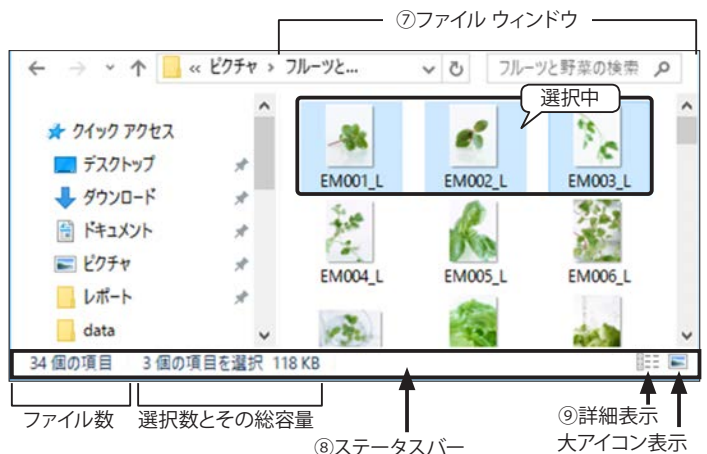 ⑦ファイル ウィンドウ
« ピクチャ › フルーツと... フルーツと野菜の検索
選択中
クイック アクセス
デスクトップ
ダウンロード
ドキュメント
ピクチャ
レポート
data
EM001_L EM002_L EM003_L
EM004_L EM005_L EM006_L
34 個の項目 3 個の項目を選択 118 KB
ファイル数 選択数とその総容量
⑧ステータスバー
⑨詳細表示
大アイコン表示